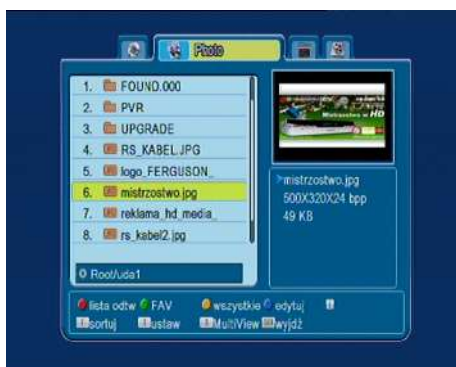 Photo
1. FOUND.000
2. PVR
3. UPGRADE
4. RS_KABEL.JPG
5. logo_FERGUSON_
6. mistrzostwo.jpg
7. reklama_hd_media_
8. rs_kabel2.jpg
Root/uda1
Mistrzostwo w HD
>mistrzostwo.jpg
500X320X24 bpp
49 KB
lista odtw FAV wszystkie edytuj
sortuj ustaw MultiView wyjdź